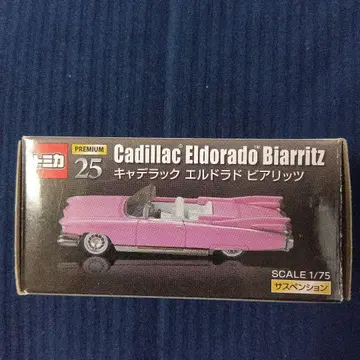 トミカ
PREMIUM
25
Cadillac® Eldorado™ Biarritz
キャデラック エルドラド ビアリッツ
SCALE 1/75
サスペンション